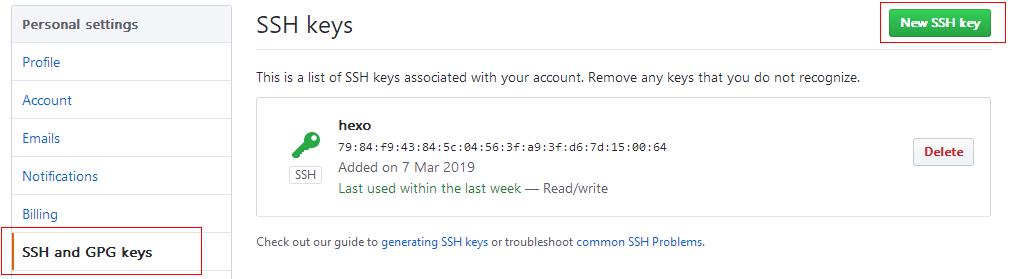 Personal settings
Profile
Account
Emails
Notifications
Billing
SSH and GPG keys
SSH keys
New SSH key
This is a list of SSH keys associated with your account. Remove any keys that you do not recognize.
hexo
79:84:f9:43:84:5c:04:56:3f:a9:3f:d6:7d:15:00:64
Added on 7 Mar 2019
Last used within the last week — Read/write
SSH
Delete
Check out our guide to generating SSH keys or troubleshoot common SSH Problems.